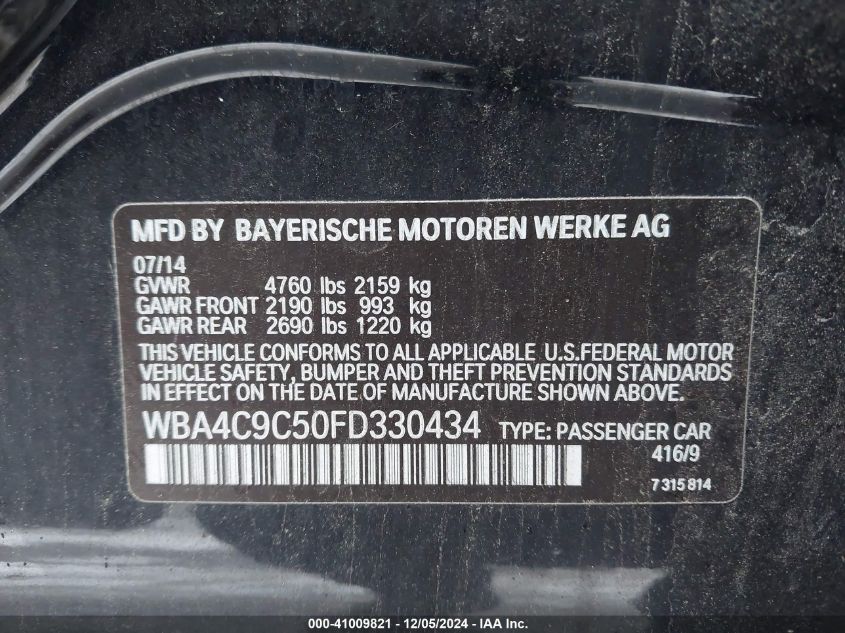 MFD BY BAYERISCHE MOTOREN WERKE AG
07/14
GVWR 4760 lbs 2159 kg
GAWR FRONT 2190 lbs 993 kg
GAWR REAR 2690 lbs 1220 kg
THIS VEHICLE CONFORMS TO ALL APPLICABLE U.S.FEDERAL MOTOR
VEHICLE SAFETY, BUMPER AND THEFT PREVENTION STANDARDS
IN EFFECT ON THE DATE OF MANUFACTURE SHOWN ABOVE.
WBA4C9C50FD330434 TYPE: PASSENGER CAR
416/9
7 315 814
000-41009821 - 12/05/2024 - IAA Inc.